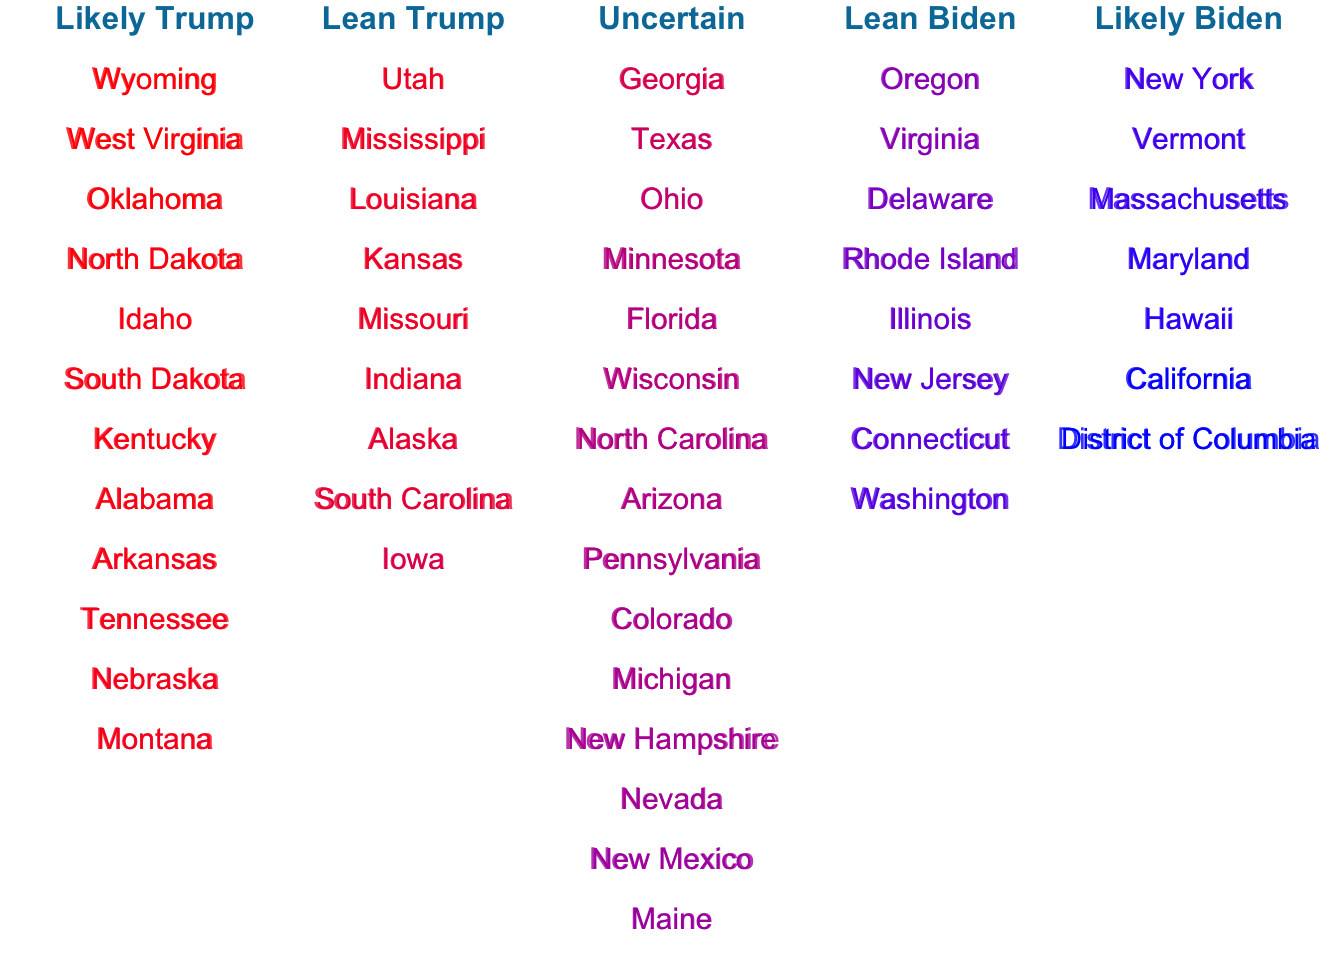 Likely Trump Lean Trump Uncertain Lean Biden Likely Biden
Wyoming Utah Georgia Oregon New York
West Virginia Mississippi Texas Virginia Vermont
Oklahoma Louisiana Ohio Delaware Massachusetts
North Dakota Kansas Minnesota Rhode Island Maryland
Idaho Missouri Florida Illinois Hawaii
South Dakota Indiana Wisconsin New Jersey California
Kentucky Alaska North Carolina Connecticut District of Columbia
Alabama South Carolina Arizona Washington
Arkansas Iowa Pennsylvania
Tennessee Colorado
Nebraska Michigan
Montana New Hampshire
Nevada
New Mexico
Maine